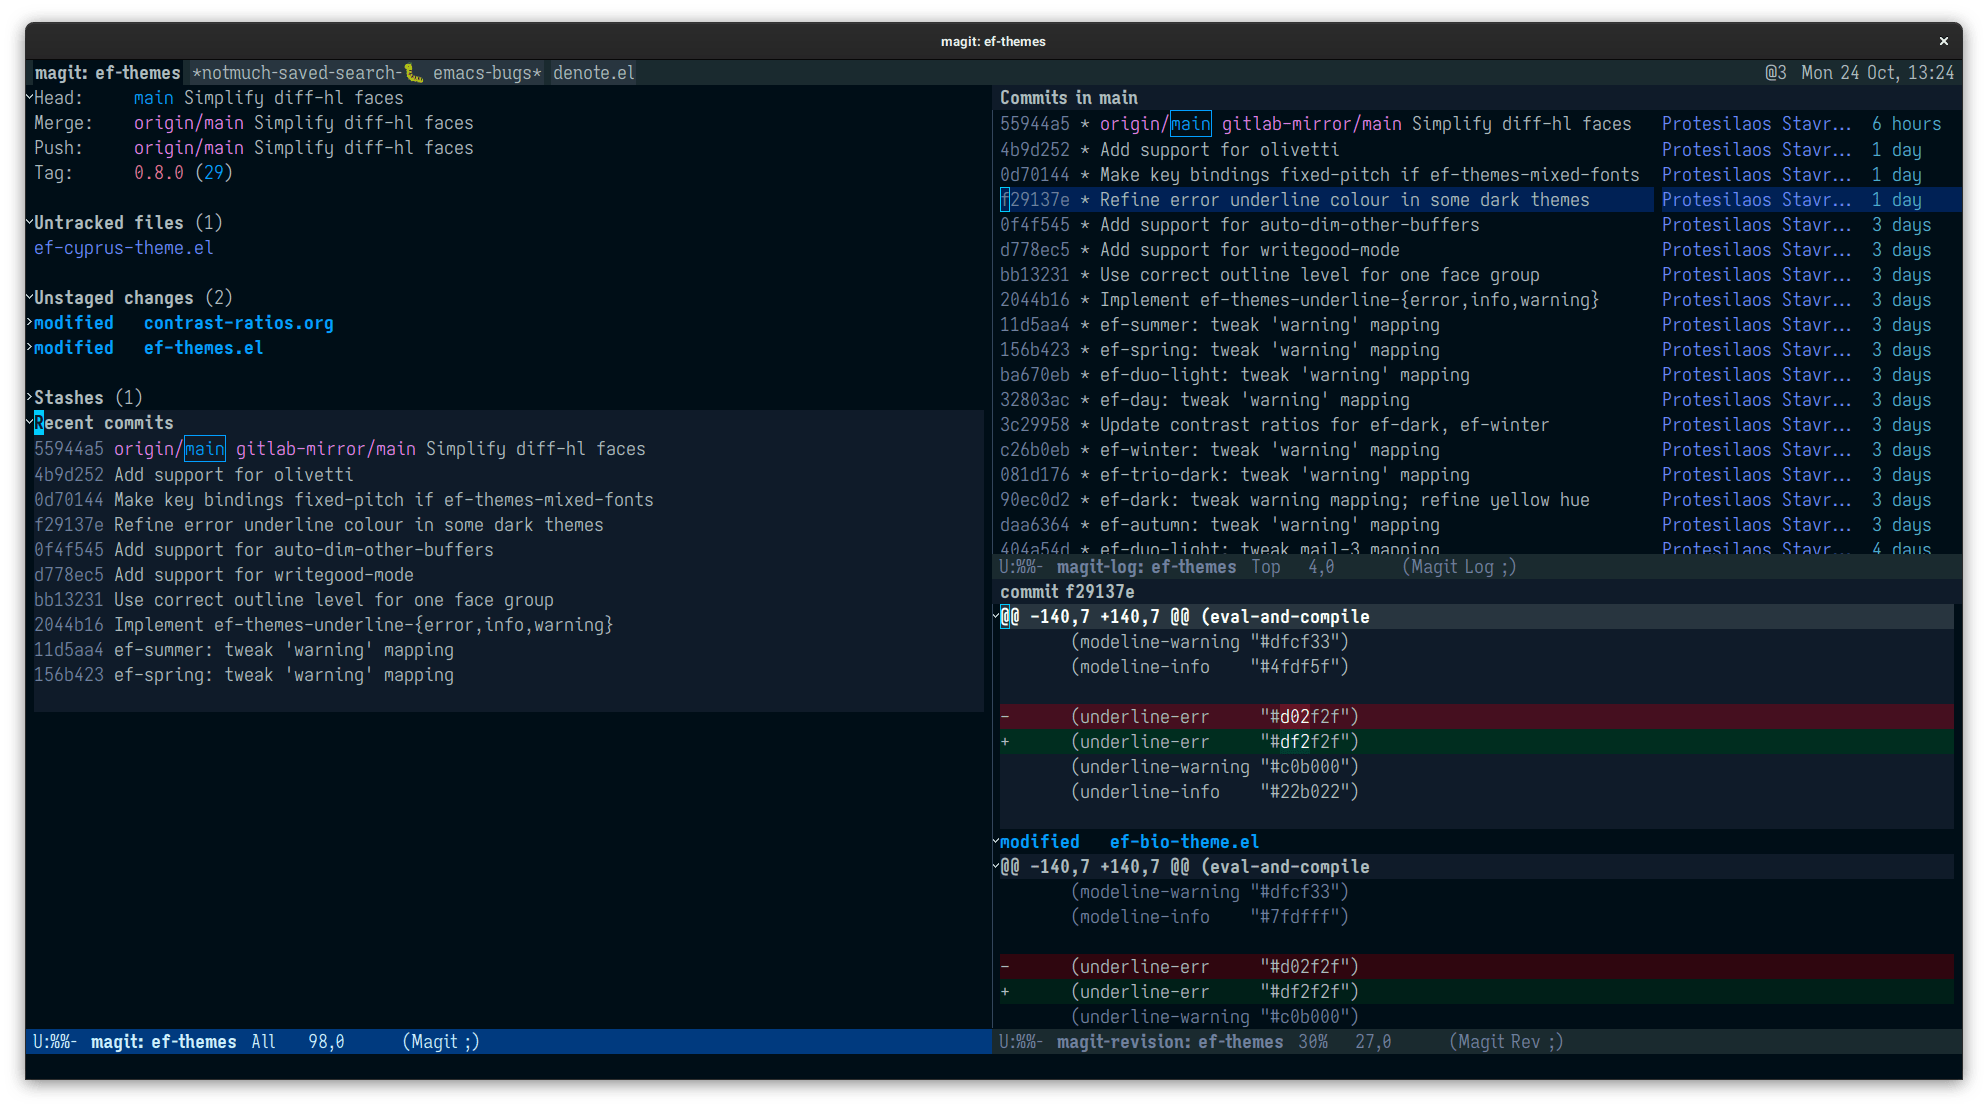 magit: ef-themes
magit: ef-themes *notmuch-saved-search-🐛 emacs-bugs* denote.el @3 Mon 24 Oct, 13:24
Head: main Simplify diff-hl faces
Merge: origin/main Simplify diff-hl faces
Push: origin/main Simplify diff-hl faces
Tag: 0.8.0 (29)
Untracked files (1)
ef-cyprus-theme.el
Unstaged changes (2)
modified contrast-ratios.org
modified ef-themes.el
Stashes (1)
Recent commits
55944a5 origin/main gitlab-mirror/main Simplify diff-hl faces
4b9d252 Add support for olivetti
0d70144 Make key bindings fixed-pitch if ef-themes-mixed-fonts
f29137e Refine error underline colour in some dark themes
0f4f545 Add support for auto-dim-other-buffers
d778ec5 Add support for writegood-mode
bb13231 Use correct outline level for one face group
2044b16 Implement ef-themes-underline-{error,info,warning}
11d5aa4 ef-summer: tweak 'warning' mapping
156b423 ef-spring: tweak 'warning' mapping
U:%%- magit: ef-themes All 98,0 (Magit ;)
Commits in main
55944a5 * origin/main gitlab-mirror/main Simplify diff-hl faces Protesilaos Stavr... 6 hours
4b9d252 * Add support for olivetti Protesilaos Stavr... 1 day
0d70144 * Make key bindings fixed-pitch if ef-themes-mixed-fonts Protesilaos Stavr... 1 day
f29137e * Refine error underline colour in some dark themes Protesilaos Stavr... 1 day
0f4f545 * Add support for auto-dim-other-buffers Protesilaos Stavr... 3 days
d778ec5 * Add support for writegood-mode Protesilaos Stavr... 3 days
bb13231 * Use correct outline level for one face group Protesilaos Stavr... 3 days
2044b16 * Implement ef-themes-underline-{error,info,warning} Protesilaos Stavr... 3 days
11d5aa4 * ef-summer: tweak 'warning' mapping Protesilaos Stavr... 3 days
156b423 * ef-spring: tweak 'warning' mapping Protesilaos Stavr... 3 days
ba670eb * ef-duo-light: tweak 'warning' mapping Protesilaos Stavr... 3 days
32803ac * ef-day: tweak 'warning' mapping Protesilaos Stavr... 3 days
3c29958 * Update contrast ratios for ef-dark, ef-winter Protesilaos Stavr... 3 days
c26b0eb * ef-winter: tweak 'warning' mapping Protesilaos Stavr... 3 days
081d176 * ef-trio-dark: tweak 'warning' mapping Protesilaos Stavr... 3 days
90ec0d2 * ef-dark: tweak warning mapping; refine yellow hue Protesilaos Stavr... 3 days
daa6364 * ef-autumn: tweak 'warning' mapping Protesilaos Stavr... 3 days
404a54d * ef-duo-light: tweak mail-3 mapping Protesilaos Stavr... 4 days
U:%%- magit-log: ef-themes Top 4,0 (Magit Log ;)
commit f29137e
@@ -140,7 +140,7 @@ (eval-and-compile
(modeline-warning "#dfcf33")
(modeline-info "#4fdf5f")
- (underline-err "#d02f2f")
+ (underline-err "#df2f2f")
(underline-warning "#c0b000")
(underline-info "#22b022")
modified ef-bio-theme.el
@@ -140,7 +140,7 @@ (eval-and-compile
(modeline-warning "#dfcf33")
(modeline-info "#7fdfff")
- (underline-err "#d02f2f")
+ (underline-err "#df2f2f")
(underline-warning "#c0b000")
U:%%- magit-revision: ef-themes 30% 27,0 (Magit Rev ;)